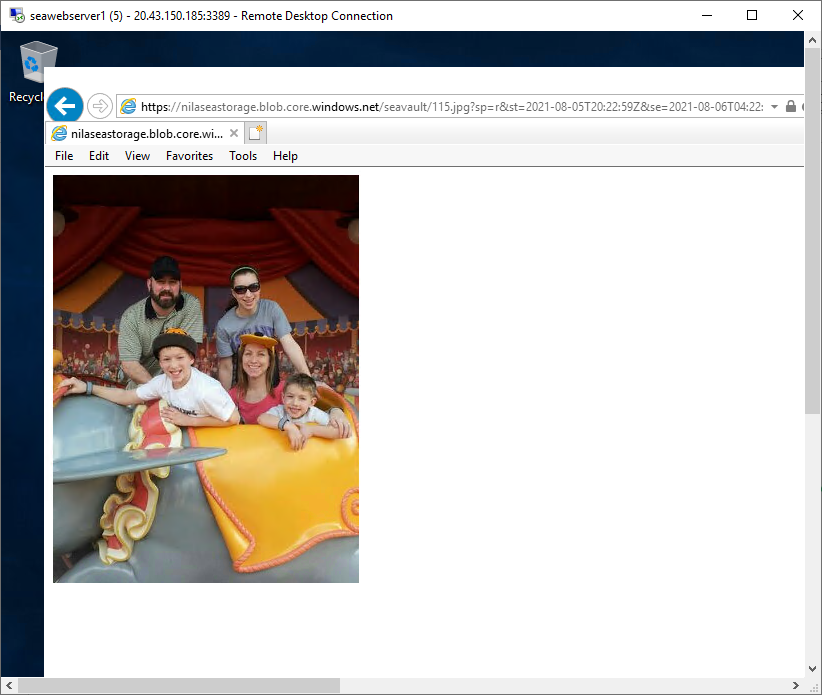 seawebserver1 (5) - 20.43.150.185:3389 - Remote Desktop Connection
Recycl
https://nilaseastorage.blob.core.windows.net/seavault/115.jpg?sp=r&st=2021-08-05T20:22:59Z&se=2021-08-06T04:22:
nilaseastorage.blob.core.wi...
File Edit View Favorites Tools Help